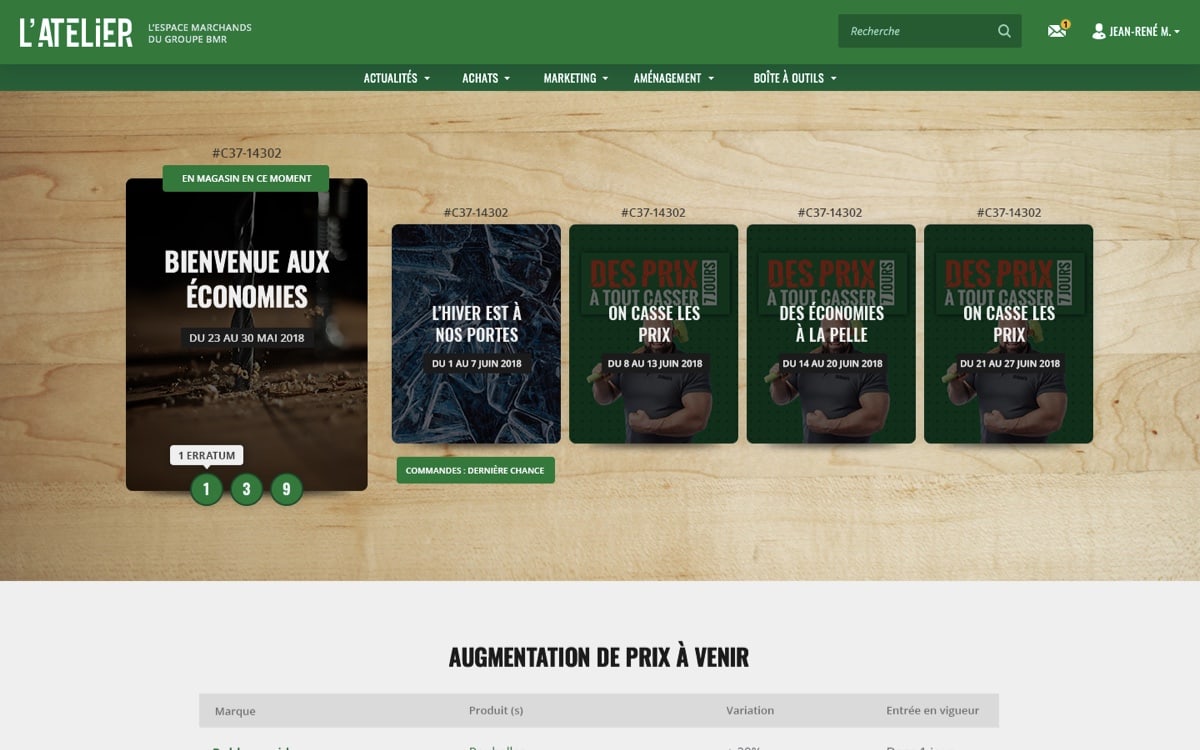 L'ATELIER
L'ESPACE MARCHANDS
DU GROUPE BMR
Recherche
1
JEAN-RENÉ M.
ACTUALITÉS
ACHATS
MARKETING
AMÉNAGEMENT
BOÎTE À OUTILS
#C37-14302
EN MAGASIN EN CE MOMENT
BIENVENUE AUX
ÉCONOMIES
DU 23 AU 30 MAI 2018
1 ERRATUM
1
3
9
#C37-14302
L'HIVER EST À
NOS PORTES
DU 1 AU 7 JUIN 2018
COMMANDES : DERNIÈRE CHANCE
#C37-14302
DES PRIX
À TOUT CASSER
7 JOURS
ON CASSE LES
PRIX
DU 8 AU 13 JUIN 2018
#C37-14302
DES PRIX
À TOUT CASSER
7 JOURS
DES ÉCONOMIES
À LA PELLE
DU 14 AU 20 JUIN 2018
#C37-14302
DES PRIX
À TOUT CASSER
7 JOURS
ON CASSE LES
PRIX
DU 21 AU 27 JUIN 2018
AUGMENTATION DE PRIX À VENIR
Marque
Produit (s)
Variation
Entrée en vigueur